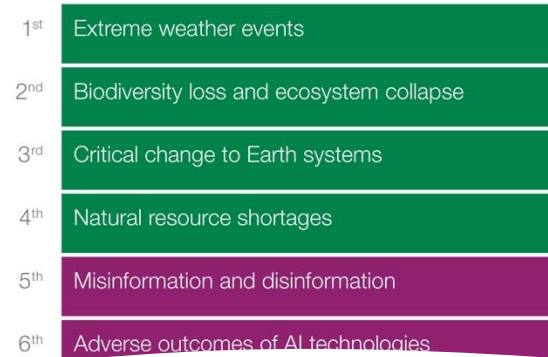 1st Extreme weather events
2nd Biodiversity loss and ecosystem collapse
3rd Critical change to Earth systems
4th Natural resource shortages
5th Misinformation and disinformation
6th Adverse outcomes of AI technologies